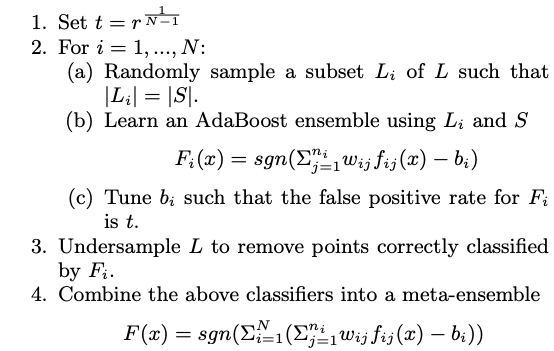 1. Set t = r^{\frac{1}{N-1}}
2. For i = 1, ..., N:
(a) Randomly sample a subset L_i of L such that
|L_i| = |S|.
(b) Learn an AdaBoost ensemble using L_i and S
F_i(x) = sgn(Σ_{j=1}^{n_i} w_{ij} f_{ij}(x) − b_i)
(c) Tune b_i such that the false positive rate for F_i
is t.
3. Undersample L to remove points correctly classified
by F_i.
4. Combine the above classifiers into a meta-ensemble
F(x) = sgn(Σ_{i=1}^{N} (Σ_{j=1}^{n_i} w_{ij} f_{ij}(x) − b_i))